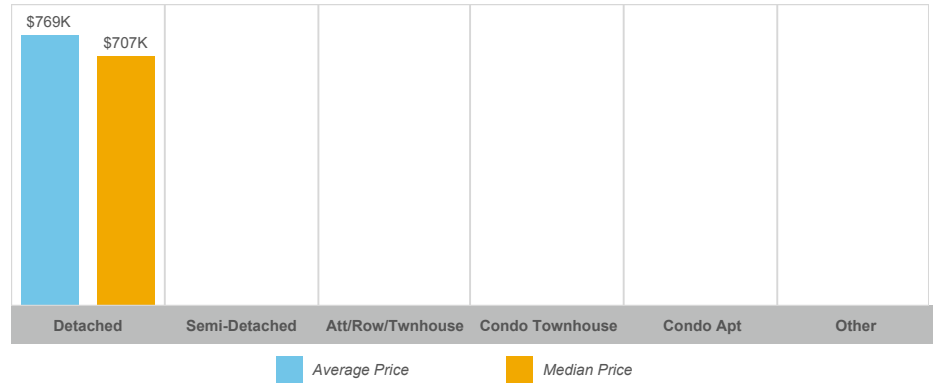 $769K
$707K
Detached Semi-Detached Att/Row/Twnhouse Condo Townhouse Condo Apt Other
Average Price Median Price